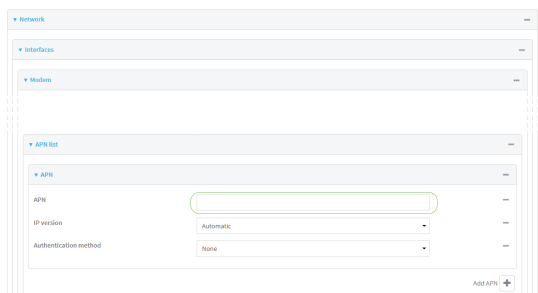 Network
Interfaces
Modem
APN list
APN
APN
IP version Automatic
Authentication method None
Add APN